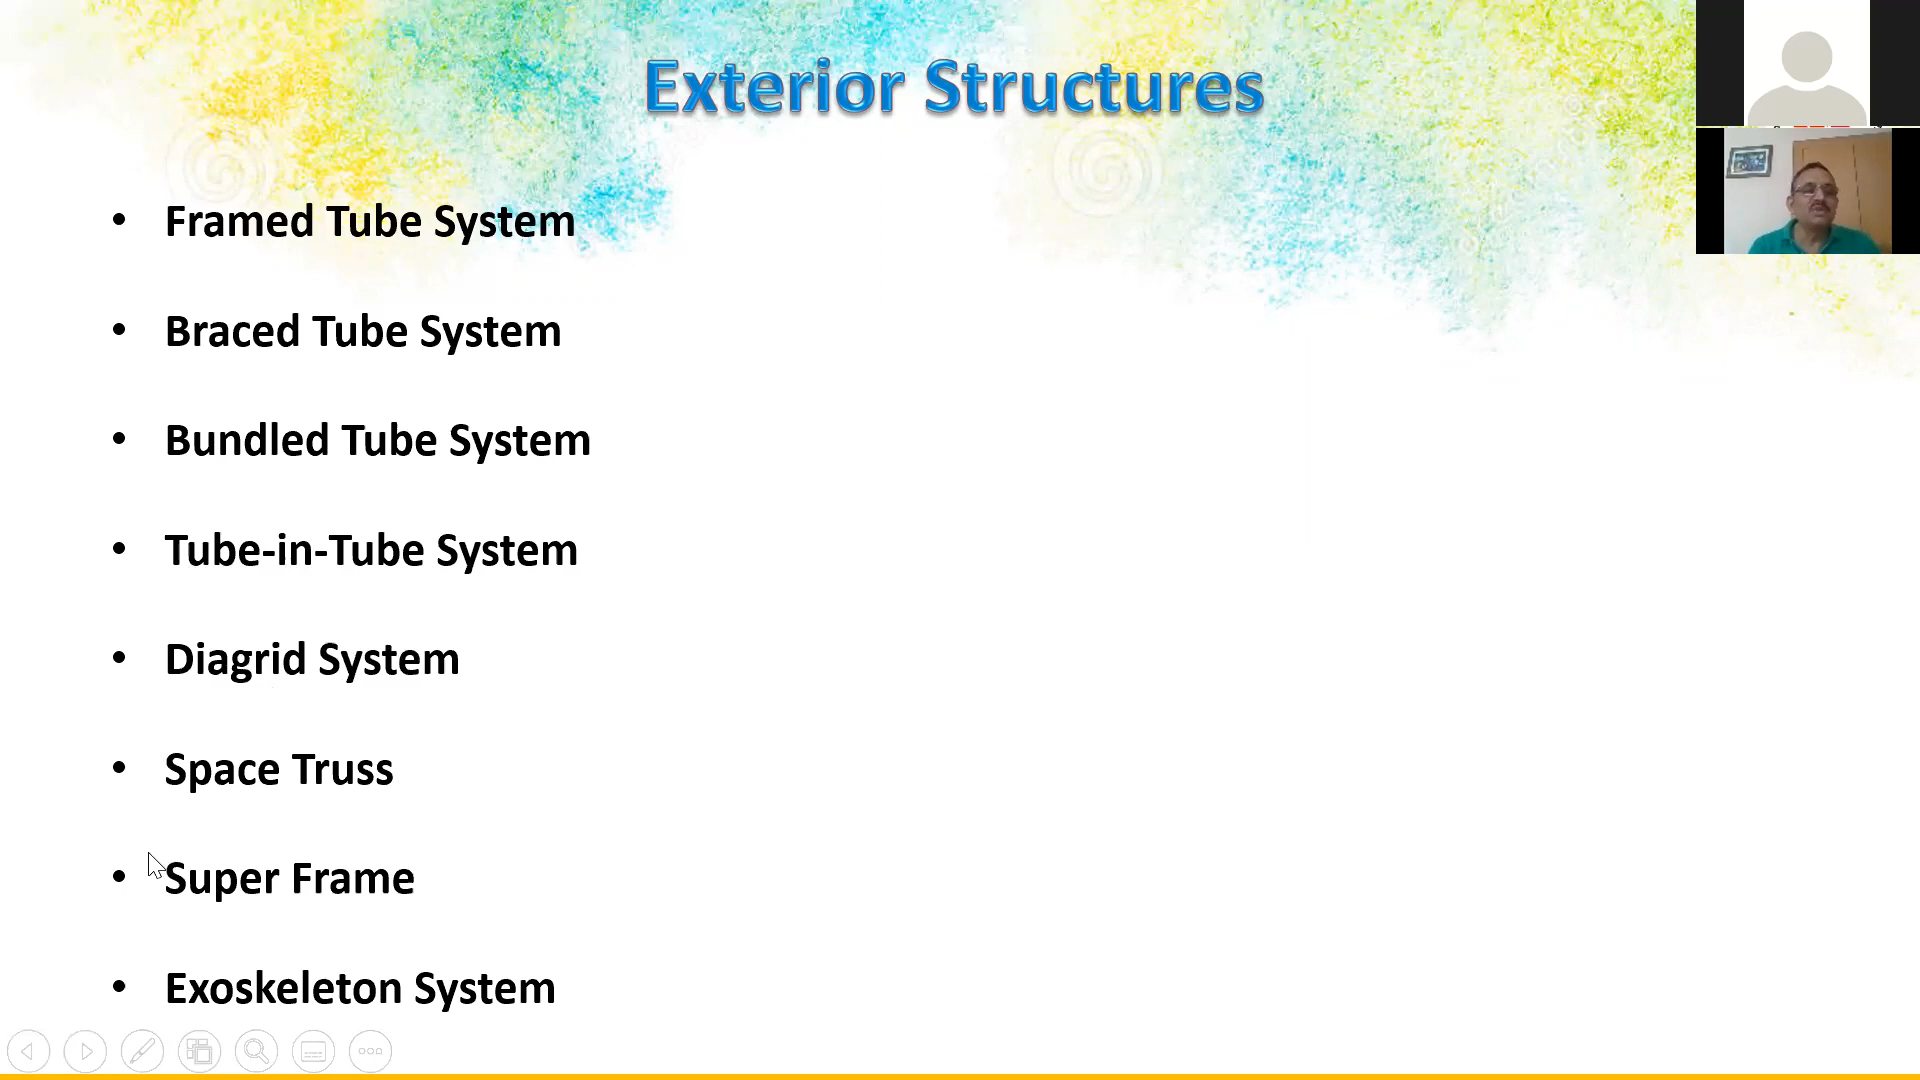 Exterior Structures
• Framed Tube System
• Braced Tube System
• Bundled Tube System
• Tube-in-Tube System
• Diagrid System
• Space Truss
• Super Frame
• Exoskeleton System